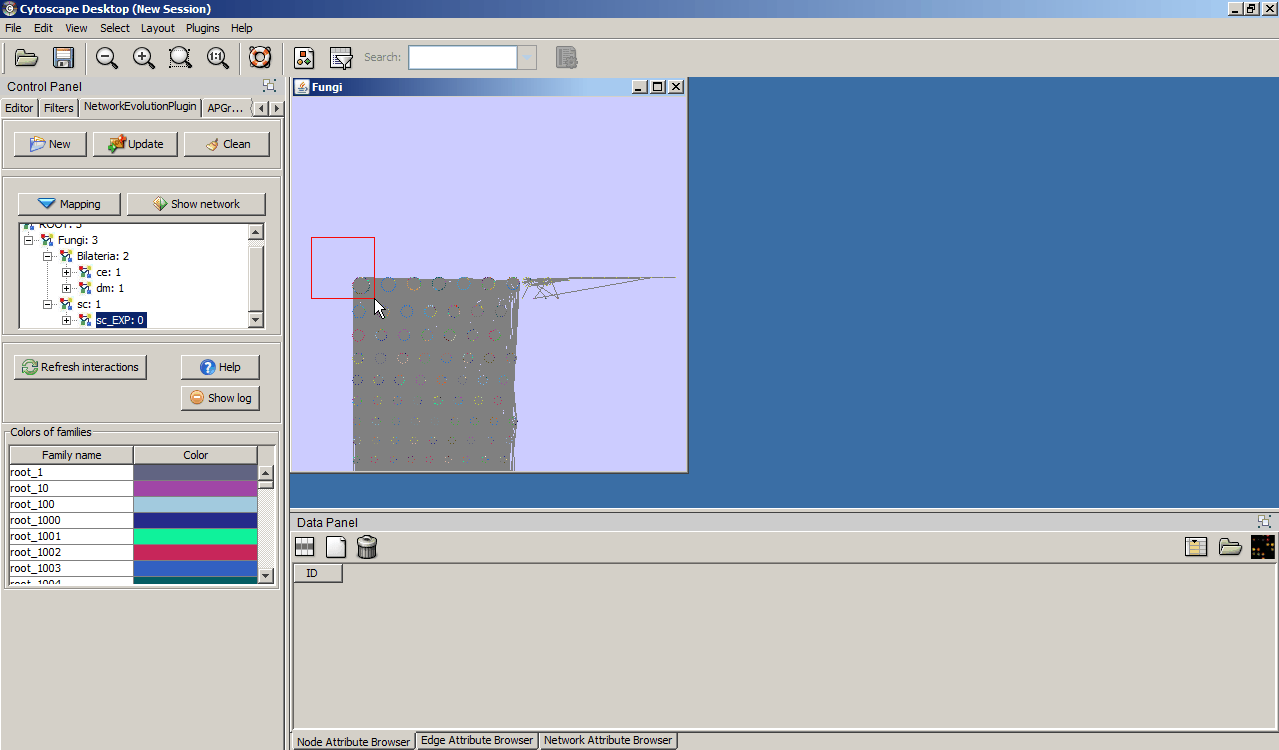 Cytoscape Desktop (New Session)
File Edit View Select Layout Plugins Help
Search:
Control Panel
Editor Filters NetworkEvolutionPlugin APGr...
New Update Clean
Mapping Show network
ROOT: 5
Fungi: 3
Bilateria: 2
ce: 1
dm: 1
sc: 1
sc_EXP: 0
Refresh interactions Help
Show log
Colors of families
Family name Color
root_1
root_10
root_100
root_1000
root_1001
root_1002
root_1003
root_1004
Fungi
Data Panel
ID
Node Attribute Browser Edge Attribute Browser Network Attribute Browser